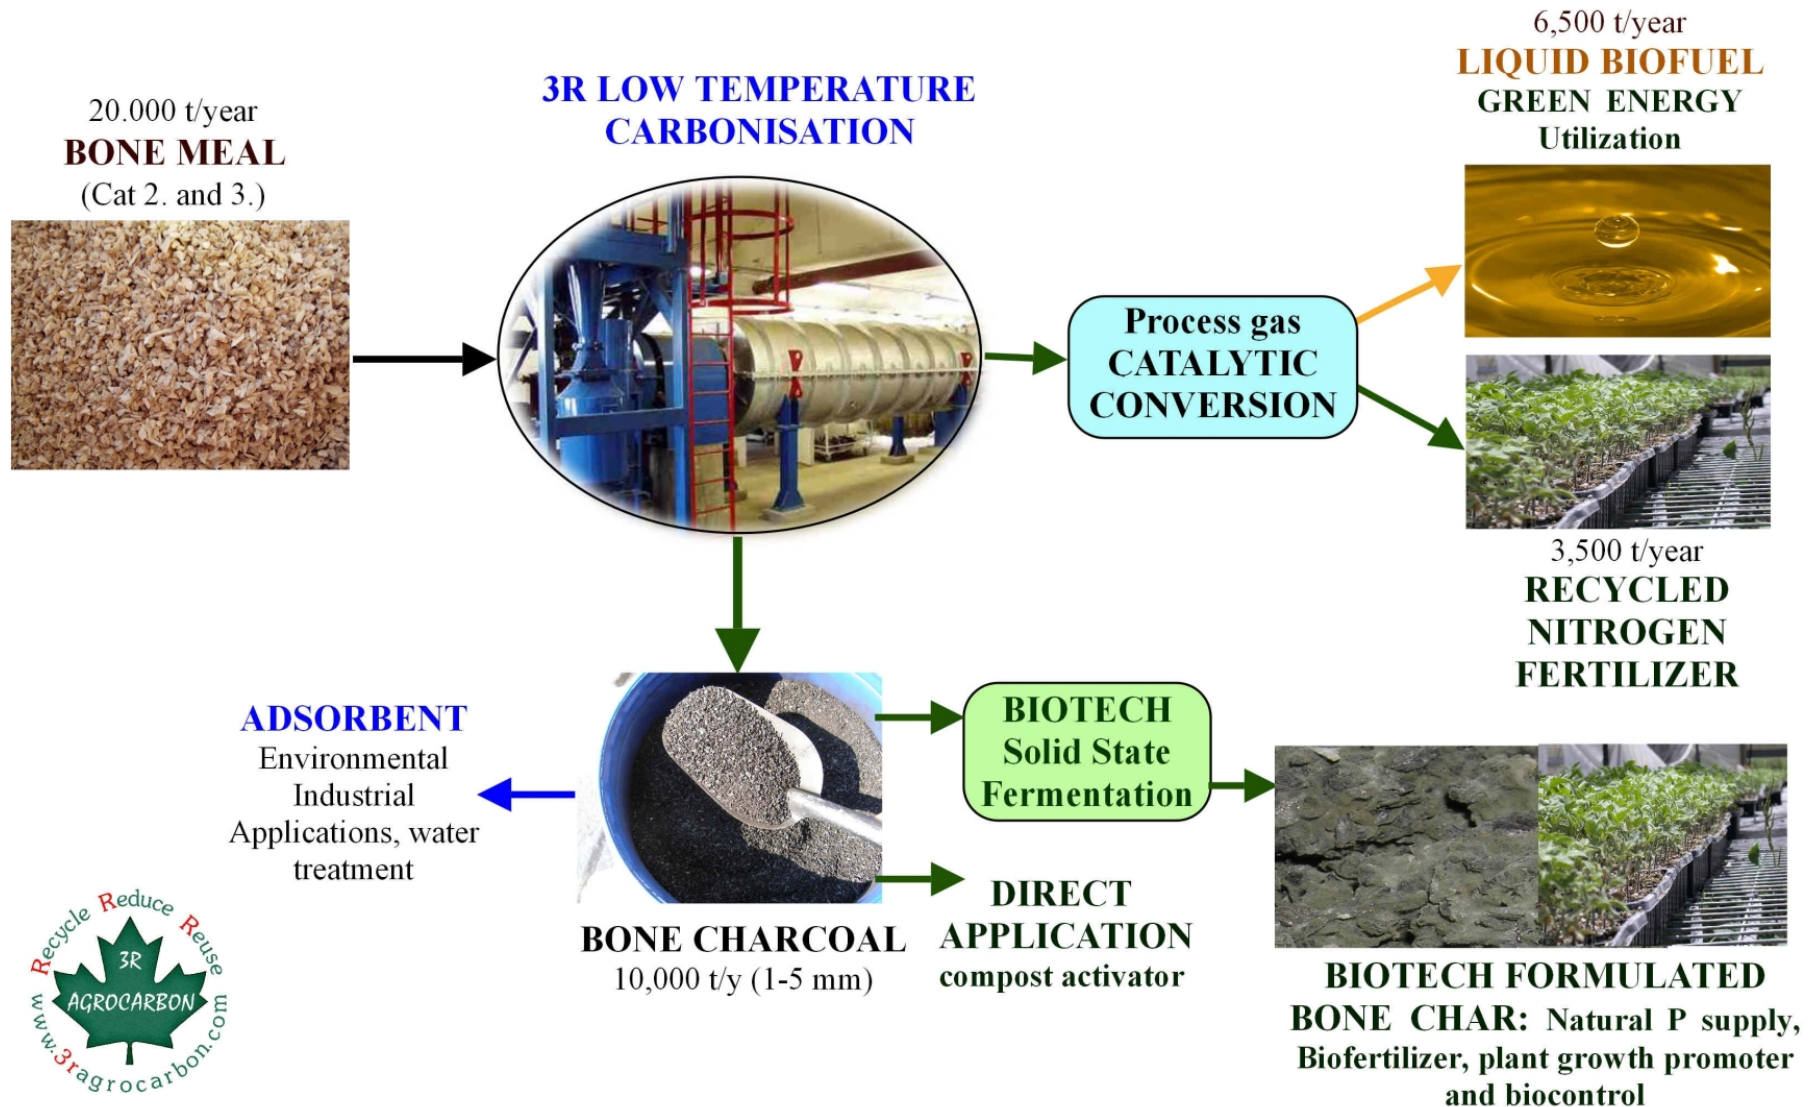 20.000 t/year
BONE MEAL
(Cat 2. and 3.)
3R LOW TEMPERATURE
CARBONISATION
6,500 t/year
LIQUID BIOFUEL
GREEN ENERGY
Utilization
Process gas
CATALYTIC
CONVERSION
3,500 t/year
RECYCLED
NITROGEN
FERTILIZER
ADSORBENT
Environmental
Industrial
Applications, water
treatment
BONE CHARCOAL
10,000 t/y (1-5 mm)
BIOTECH
Solid State
Fermentation
DIRECT
APPLICATION
compost activator
BIOTECH FORMULATED
BONE CHAR: Natural P supply,
Biofertilizer, plant growth promoter
and biocontrol
Recycle Reduce Reuse
3R
AGROCARBON
www.3ragrocarbon.com